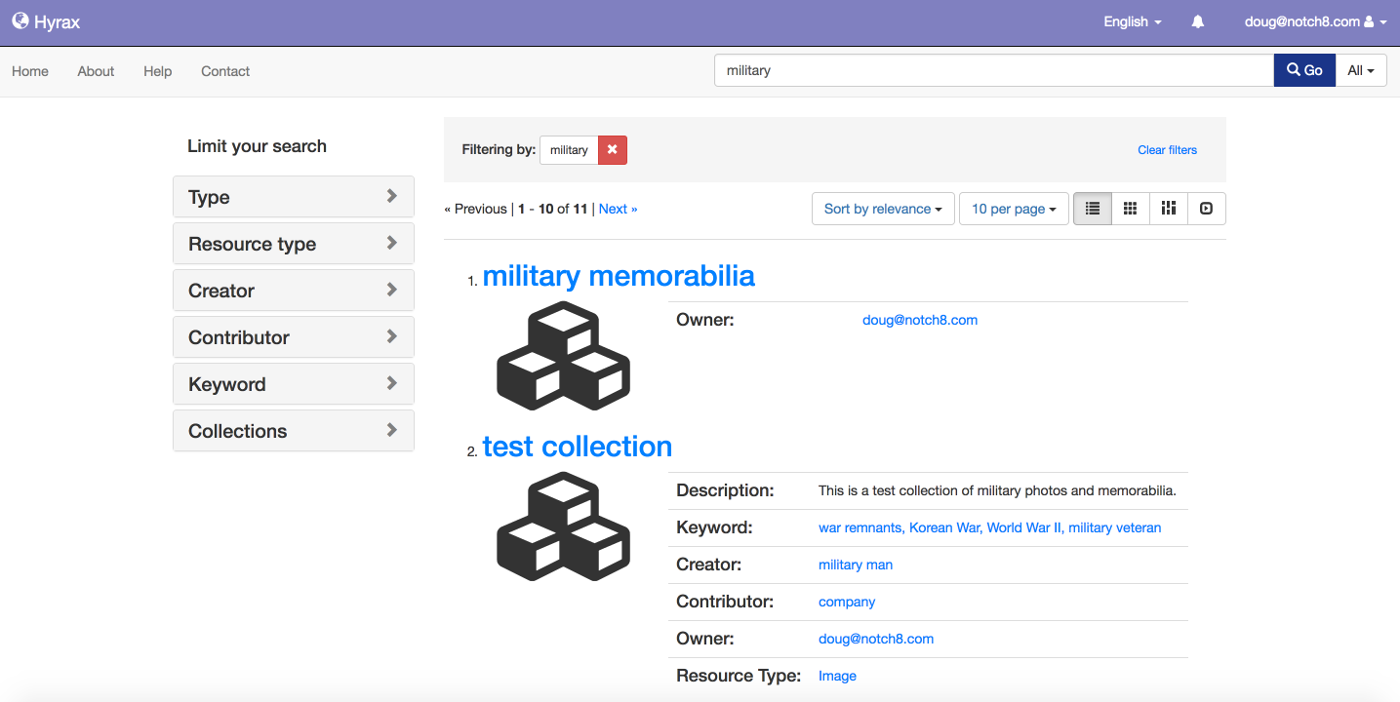 Hyrax
English
doug@notch8.com
Home About Help Contact
military
Go
All
Limit your search
Type
Resource type
Creator
Contributor
Keyword
Collections
Filtering by: military
Clear filters
« Previous | 1 - 10 of 11 | Next »
Sort by relevance
10 per page
1. military memorabilia
Owner: doug@notch8.com
2. test collection
Description: This is a test collection of military photos and memorabilia.
Keyword: war remnants, Korean War, World War II, military veteran
Creator: military man
Contributor: company
Owner: doug@notch8.com
Resource Type: Image